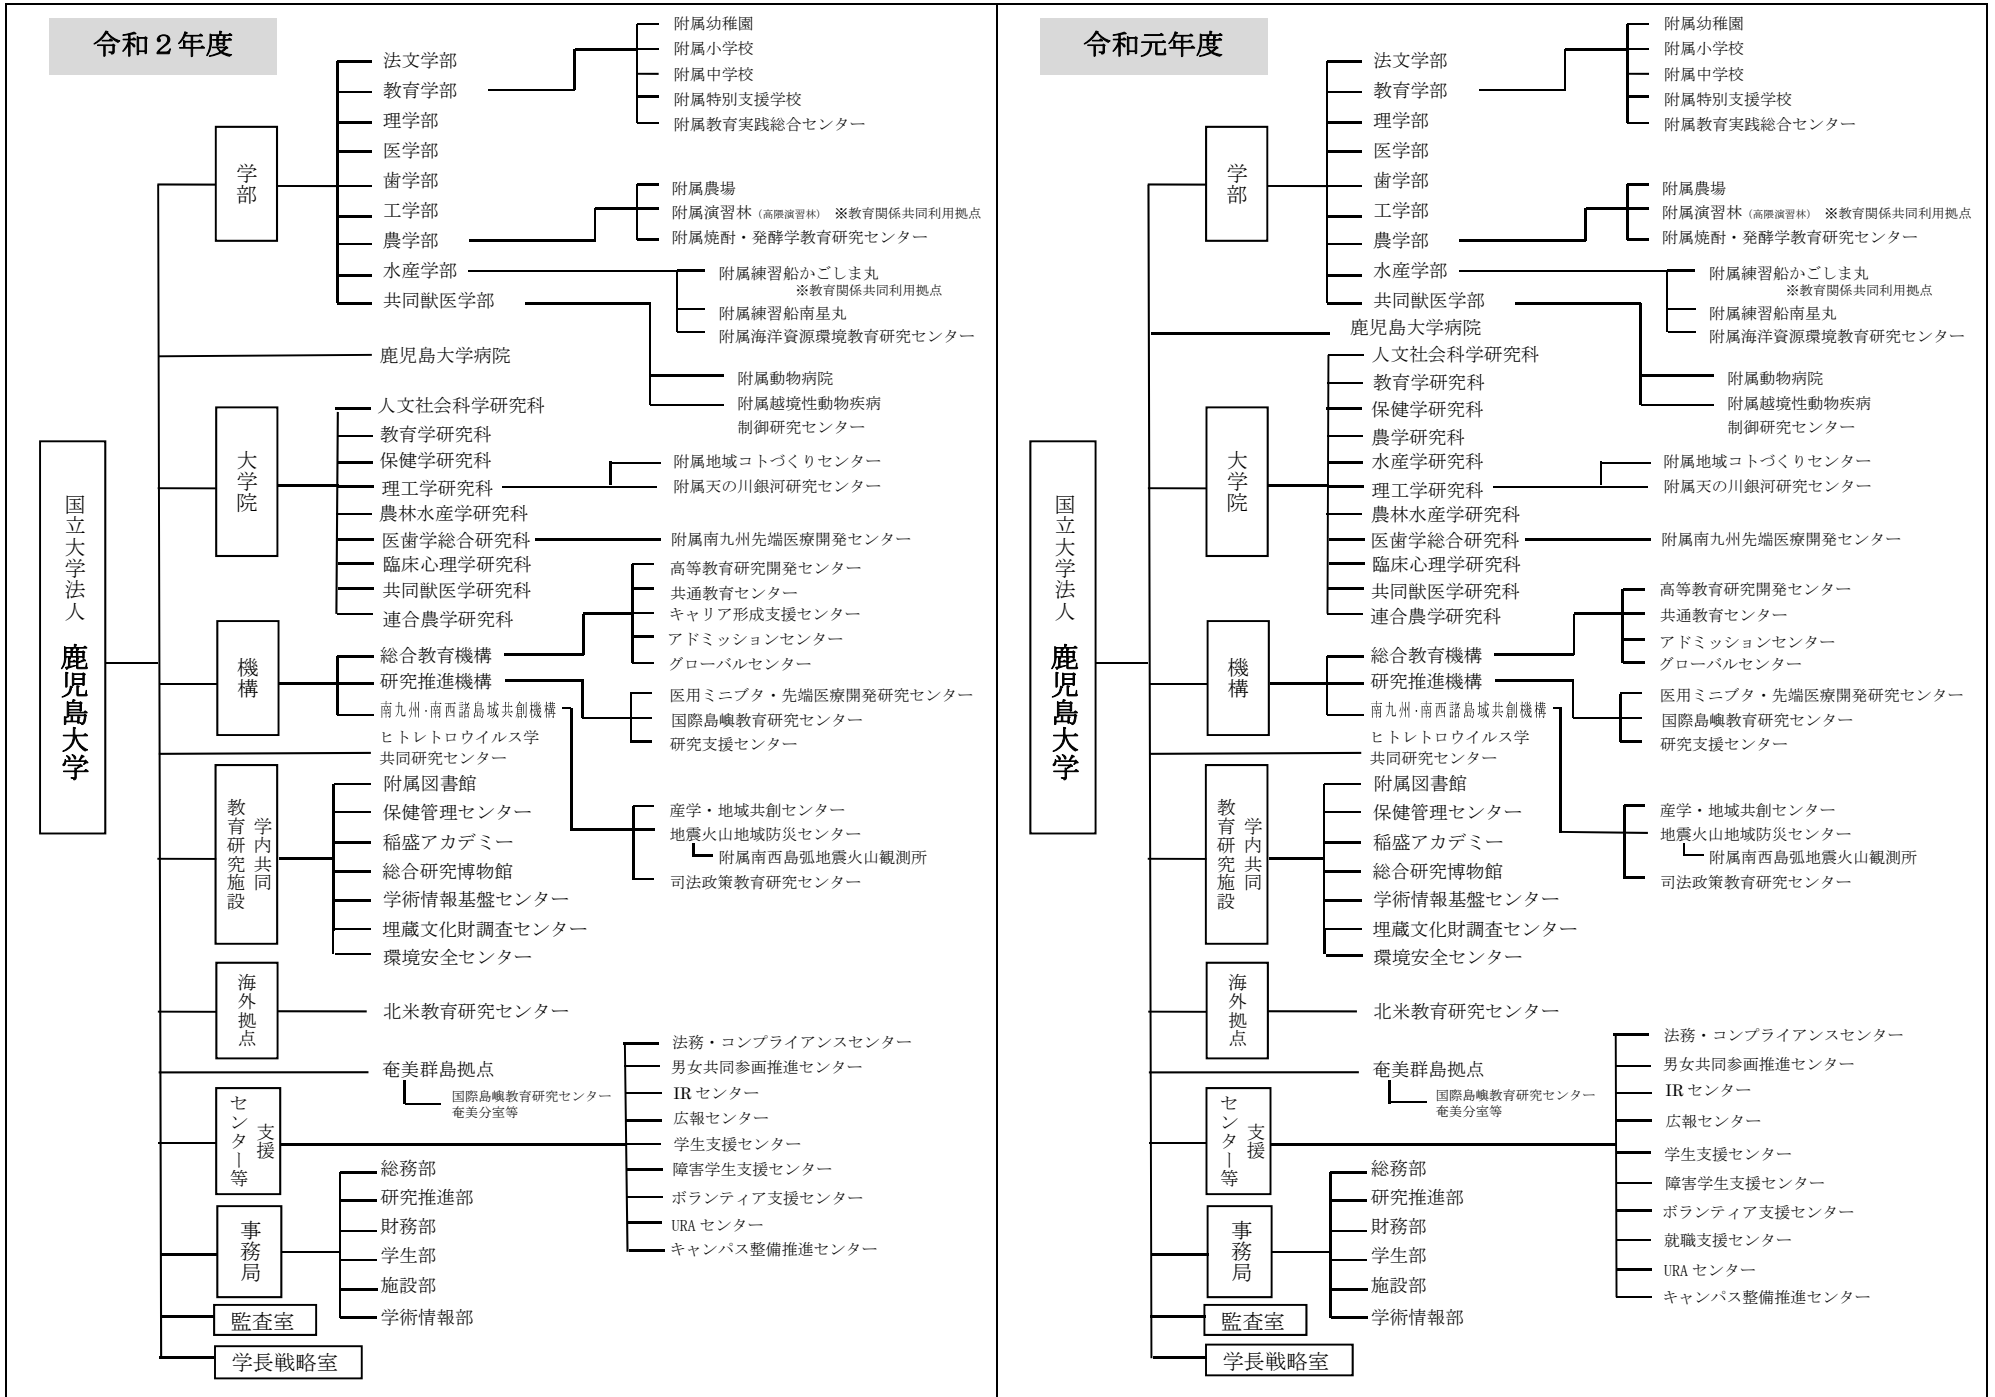 令和２年度
国立大学法人 鹿児島大学
学部
法文学部
教育学部
附属幼稚園
附属小学校
附属中学校
附属特別支援学校
附属教育実践総合センター
理学部
医学部
歯学部
工学部
農学部
附属農場
附属演習林（高隈演習林） ※教育関係共同利用拠点
附属焼酎・発酵学教育研究センター
水産学部
附属練習船かごしま丸
※教育関係共同利用拠点
附属練習船南星丸
附属海洋資源環境教育研究センター
共同獣医学部
附属動物病院
附属越境性動物疾病
制御研究センター
鹿児島大学病院
大学院
人文社会科学研究科
教育学研究科
保健学研究科
理工学研究科
附属地域コトづくりセンター
附属天の川銀河研究センター
農林水産学研究科
医歯学総合研究科
附属南九州先端医療開発センター
臨床心理学研究科
共同獣医学研究科
連合農学研究科
機構
総合教育機構
高等教育研究開発センター
共通教育センター
キャリア形成支援センター
アドミッションセンター
グローバルセンター
研究推進機構
医用ミニブタ・先端医療開発研究センター
国際島嶼教育研究センター
研究支援センター
南九州・南西諸島域共創機構
産学・地域共創センター
地震火山地域防災センター
附属南西島弧地震火山観測所
司法政策教育研究センター
ヒトレトロウイルス学
共同研究センター
学内共同
教育研究施設
附属図書館
保健管理センター
稲盛アカデミー
総合研究博物館
学術情報基盤センター
埋蔵文化財調査センター
環境安全センター
海外拠点
北米教育研究センター
奄美群島拠点
国際島嶼教育研究センター
奄美分室等
支援
センター等
法務・コンプライアンスセンター
男女共同参画推進センター
IR センター
広報センター
学生支援センター
障害学生支援センター
ボランティア支援センター
URA センター
キャンパス整備推進センター
事務局
総務部
研究推進部
財務部
学生部
施設部
学術情報部
監査室
学長戦略室
令和元年度
国立大学法人 鹿児島大学
学部
法文学部
教育学部
附属幼稚園
附属小学校
附属中学校
附属特別支援学校
附属教育実践総合センター
理学部
医学部
歯学部
工学部
農学部
附属農場
附属演習林（高隈演習林） ※教育関係共同利用拠点
附属焼酎・発酵学教育研究センター
水産学部
附属練習船かごしま丸
※教育関係共同利用拠点
附属練習船南星丸
附属海洋資源環境教育研究センター
共同獣医学部
附属動物病院
附属越境性動物疾病
制御研究センター
鹿児島大学病院
大学院
人文社会科学研究科
教育学研究科
保健学研究科
農学研究科
水産学研究科
理工学研究科
附属地域コトづくりセンター
附属天の川銀河研究センター
農林水産学研究科
医歯学総合研究科
附属南九州先端医療開発センター
臨床心理学研究科
共同獣医学研究科
連合農学研究科
機構
総合教育機構
高等教育研究開発センター
共通教育センター
アドミッションセンター
グローバルセンター
研究推進機構
医用ミニブタ・先端医療開発研究センター
国際島嶼教育研究センター
研究支援センター
南九州・南西諸島域共創機構
産学・地域共創センター
地震火山地域防災センター
附属南西島弧地震火山観測所
司法政策教育研究センター
ヒトレトロウイルス学
共同研究センター
学内共同
教育研究施設
附属図書館
保健管理センター
稲盛アカデミー
総合研究博物館
学術情報基盤センター
埋蔵文化財調査センター
環境安全センター
海外拠点
北米教育研究センター
奄美群島拠点
国際島嶼教育研究センター
奄美分室等
支援
センター等
法務・コンプライアンスセンター
男女共同参画推進センター
IR センター
広報センター
学生支援センター
障害学生支援センター
ボランティア支援センター
就職支援センター
URA センター
キャンパス整備推進センター
事務局
総務部
研究推進部
財務部
学生部
施設部
学術情報部
監査室
学長戦略室